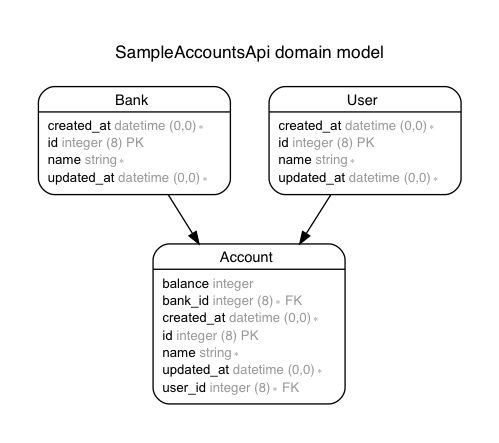 SampleAccountsApi domain model
Bank
created_at datetime (0,0) ∗
id integer (8) PK
name string ∗
updated_at datetime (0,0) ∗
User
created_at datetime (0,0) ∗
id integer (8) PK
name string ∗
updated_at datetime (0,0) ∗
Account
balance integer
bank_id integer (8) ∗ FK
created_at datetime (0,0) ∗
id integer (8) PK
name string ∗
updated_at datetime (0,0) ∗
user_id integer (8) ∗ FK